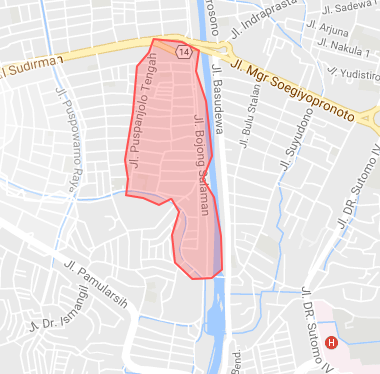 rosono
Jl. Indraprasta
Jl. Sadewa I
Jl. Arjuna
Jl. Nakula 1
14
l Sudirman
Jl. Mgr Soegiyopronoto
Jl. Yudistiro
Jl. Puspanjolo Tengah
Jl. Basudewa
Jl. Bulu Stalan
Jl. Suyudono
Jl. Puspowarno Raya
Jl. Bojong Salaman
JL. DR. Sutomo IV
Jl. Pamularsih
Jl. Dr. Ismangil
JL. DR. Sutomo IV
H
Bend.